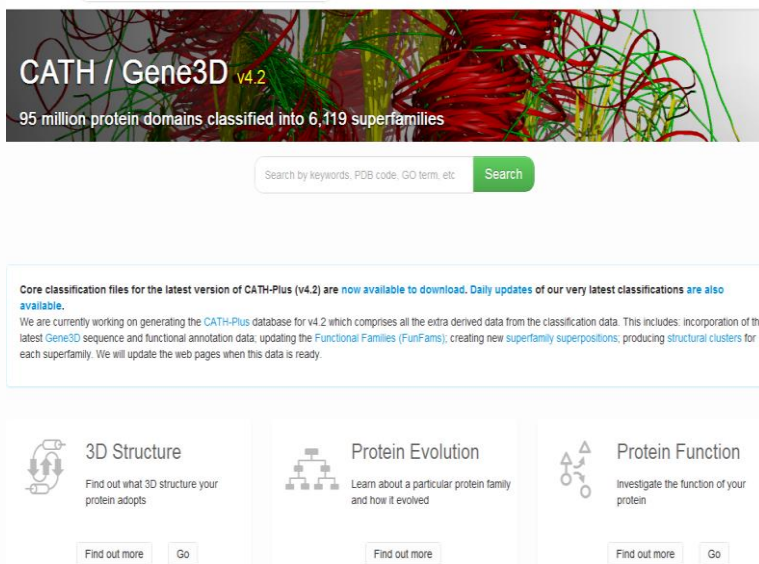 CATH / Gene3D v4.2
95 million protein domains classified into 6,119 superfamilies
Search by keywords, PDB code, GO term, etc Search
Core classification files for the latest version of CATH-Plus (v4.2) are now available to download. Daily updates of our very latest classifications are also
available.
We are currently working on generating the CATH-Plus database for v4.2 which comprises all the extra derived data from the classification data. This includes: incorporation of th
latest Gene3D sequence and functional annotation data; updating the Functional Families (FunFams); creating new superfamily superpositions; producing structural clusters for
each superfamily. We will update the web pages when this data is ready.
3D Structure
Find out what 3D structure your
protein adopts
Find out more Go
Protein Evolution
Learn about a particular protein family
and how it evolved
Find out more
Protein Function
Investigate the function of your
protein
Find out more Go